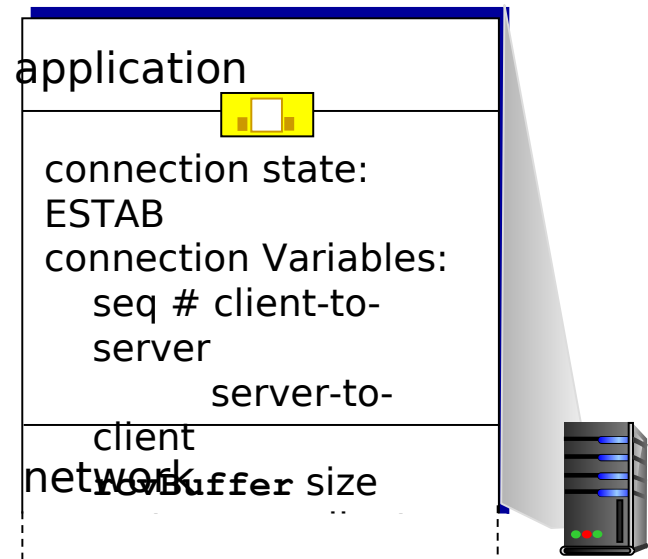 application
connection state:
ESTAB
connection Variables:
seq # client-to-
server
server-to-
client
network
rcvBuffer size